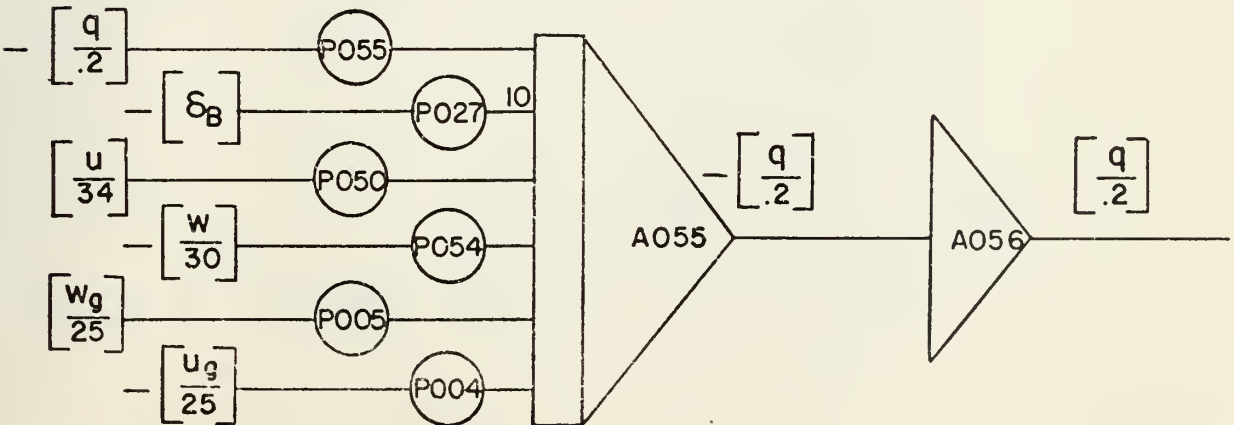 - [q/.2] P055
- [δB] P027 10
[u/34] P050
- [w/30] P054
[wg/25] P005
- [ug/25] P004
A055
- [q/.2]
A056
[q/.2]